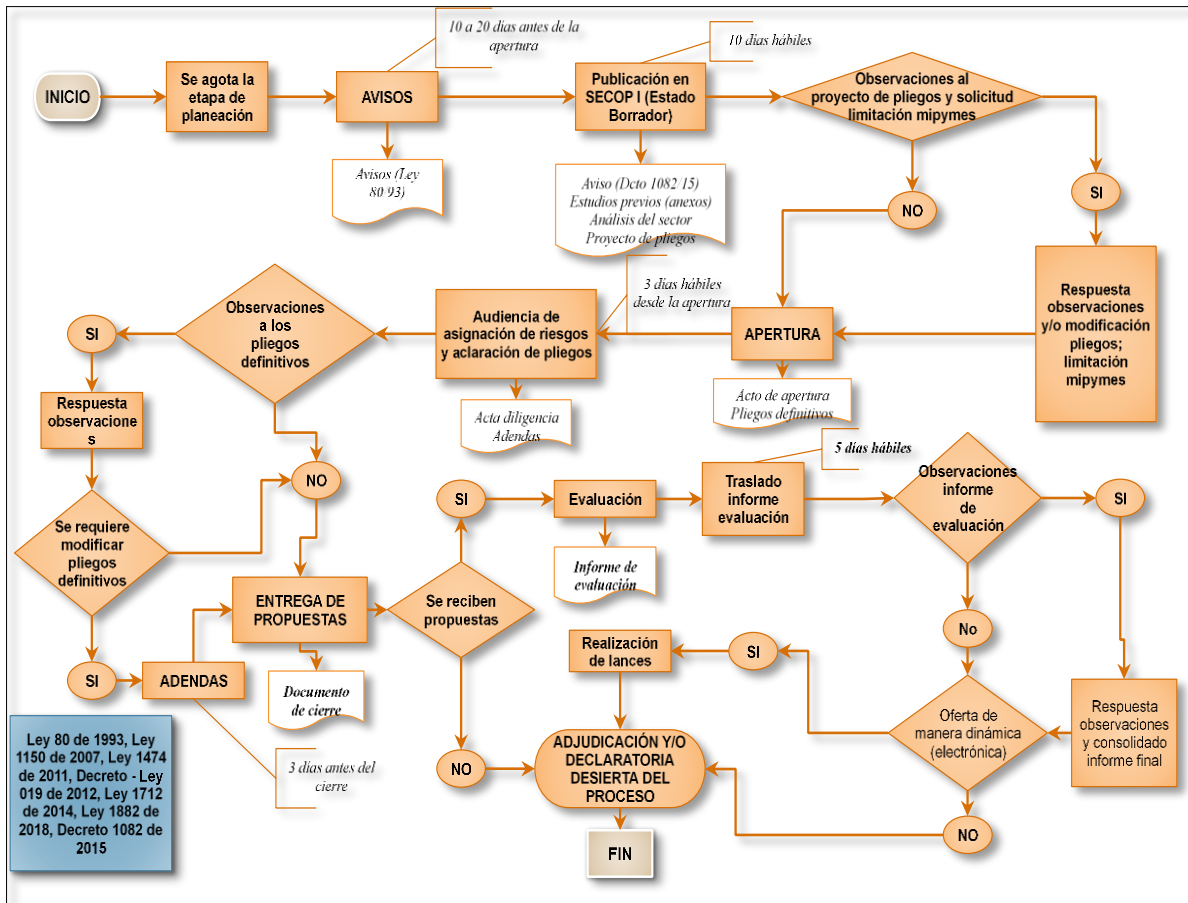 10 a 20 días antes de la
apertura
10 días hábiles
INICIO
Se agota la
etapa de
planeación
AVISOS
Publicación en
SECOP I (Estado
Borrador)
Observaciones al
proyecto de pliegos y solicitud
limitación mipymes
Avisos (Ley
80/93)
Aviso (Dcto 1082/15)
Estudios previos (anexos)
Análisis del sector
Proyecto de pliegos
NO
SI
Respuesta
observaciones
y/o modificación
pliegos;
limitación
mipymes
3 días hábiles
desde la apertura
APERTURA
Acto de apertura
Pliegos definitivos
Audiencia de
asignación de riesgos
y aclaración de pliegos
Acta diligencia
Adendas
Observaciones
a los
pliegos
definitivos
SI
Respuesta
observacione
s
NO
Se requiere
modificar
pliegos
definitivos
SI
ADENDAS
3 días antes del
cierre
ENTREGA DE
PROPUESTAS
Documento
de cierre
Se reciben
propuestas
SI
Evaluación
Informe de
evaluación
Traslado
informe
evaluación
5 días hábiles
Observaciones
informe
de
evaluación
SI
No
Respuesta
observaciones
y consolidado
informe final
Oferta de
manera dinámica
(electrónica)
SI
Realización
de lances
NO
NO
ADJUDICACIÓN Y/O
DECLARATORIA
DESIERTA DEL
PROCESO
FIN
Ley 80 de 1993, Ley
1150 de 2007, Ley 1474
de 2011, Decreto - Ley
019 de 2012, Ley 1712
de 2014, Ley 1882 de
2018, Decreto 1082 de
2015